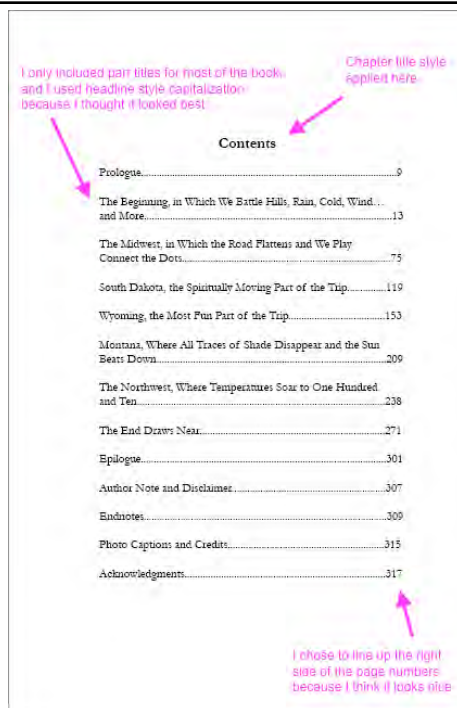 I only included part titles for most of the book,
and I used headline style capitalization
because I thought it looked best
Chapter title style
applied here
Contents
Prologue....................9
The Beginning, in Which We Battle Hills, Rain, Cold, Wind…
and More....................13
The Midwest, in Which the Road Flattens and We Play
Connect the Dots....................75
South Dakota, the Spiritually Moving Part of the Trip....................119
Wyoming, the Most Fun Part of the Trip....................153
Montana, Where All Traces of Shade Disappear and the Sun
Beats Down....................209
The Northwest, Where Temperatures Soar to One Hundred
and Ten....................238
The End Draws Near....................271
Epilogue....................301
Author Note and Disclaimer....................307
Endnotes....................309
Photo Captions and Credits....................315
Acknowledgments....................317
I chose to line up the right
side of the page numbers
because I think it looks nice